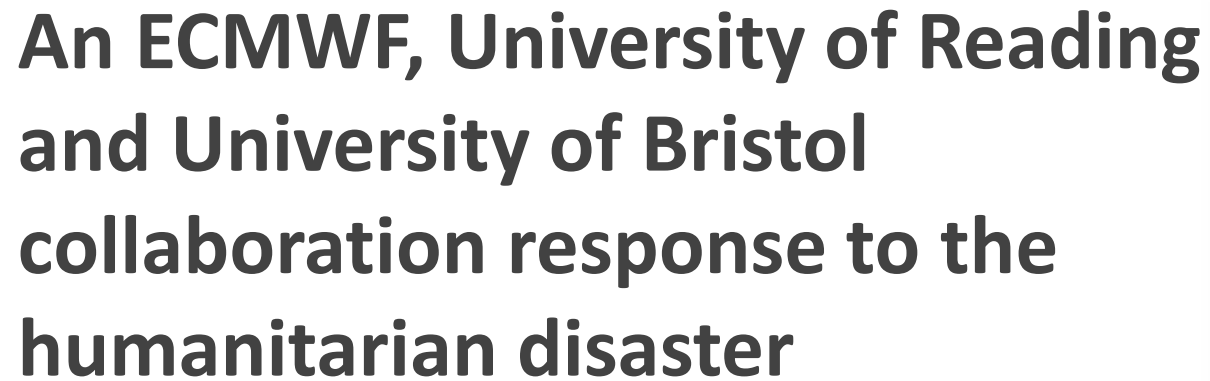 An ECMWF, University of Reading
and University of Bristol
collaboration response to the
humanitarian disaster